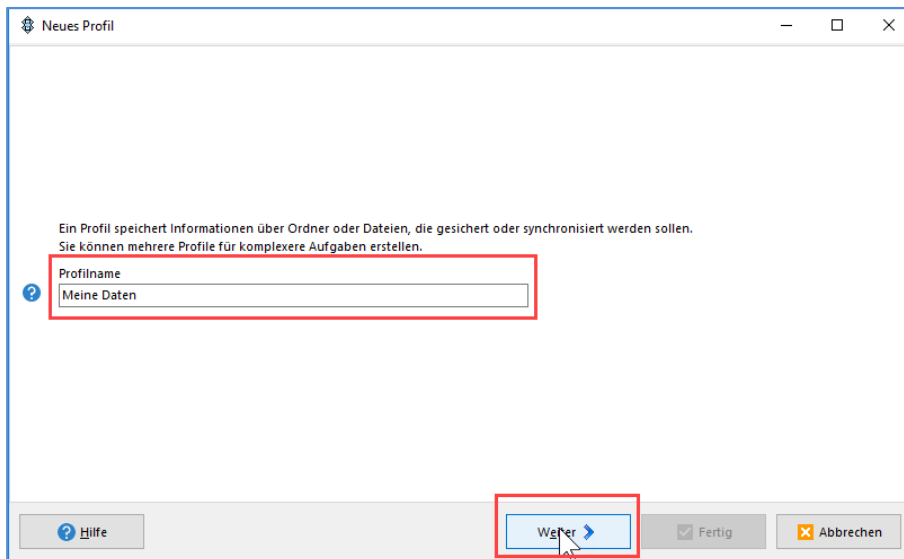 Neues Profil
Ein Profil speichert Informationen über Ordner oder Dateien, die gesichert oder synchronisiert werden sollen.
Sie können mehrere Profile für komplexere Aufgaben erstellen.
Profilname
Meine Daten
Hilfe
Weiter
Fertig
Abbrechen